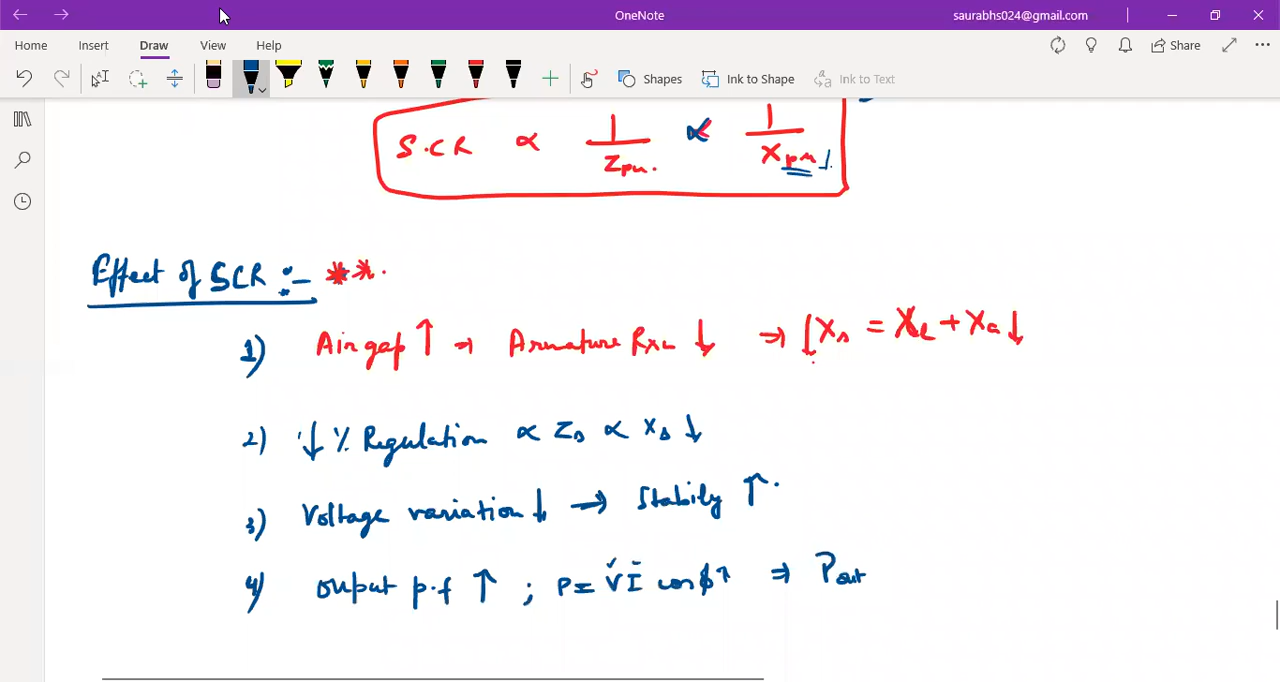 OneNote
saurabhs024@gmail.com
Home Insert Draw View Help
Share
Shapes Ink to Shape Ink to Text
S.CR ∝ 1/Zpu. ∝ 1/Xpu ↓
Effect of SCR :- **.
1) Air gap ↑ → Armature Rxn ↓ ⇒ ↓Xs = Xl + Xa ↓
2) ↓ % Regulation ∝ Zs ∝ Xs ↓
3) Voltage variation ↓ → Stabily ↑.
4) Output p.f ↑ ; P = VI cosϕ↑ ⇒ Pout